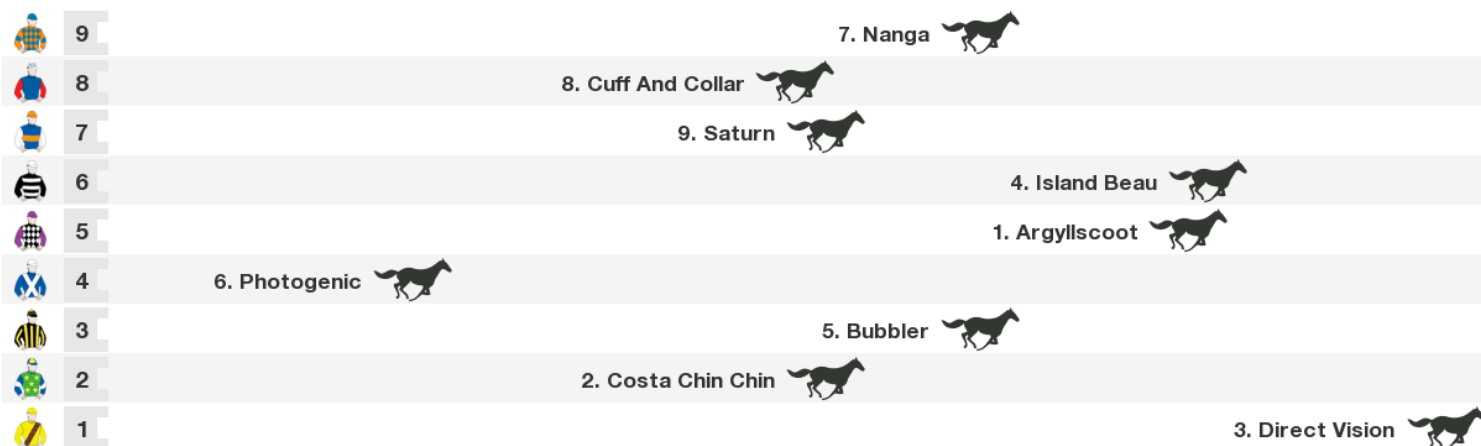 9 7. Nanga
8 8. Cuff And Collar
7 9. Saturn
6 4. Island Beau
5 1. Argyllscoot
4 6. Photogenic
3 5. Bubbler
2 2. Costa Chin Chin
1 3. Direct Vision